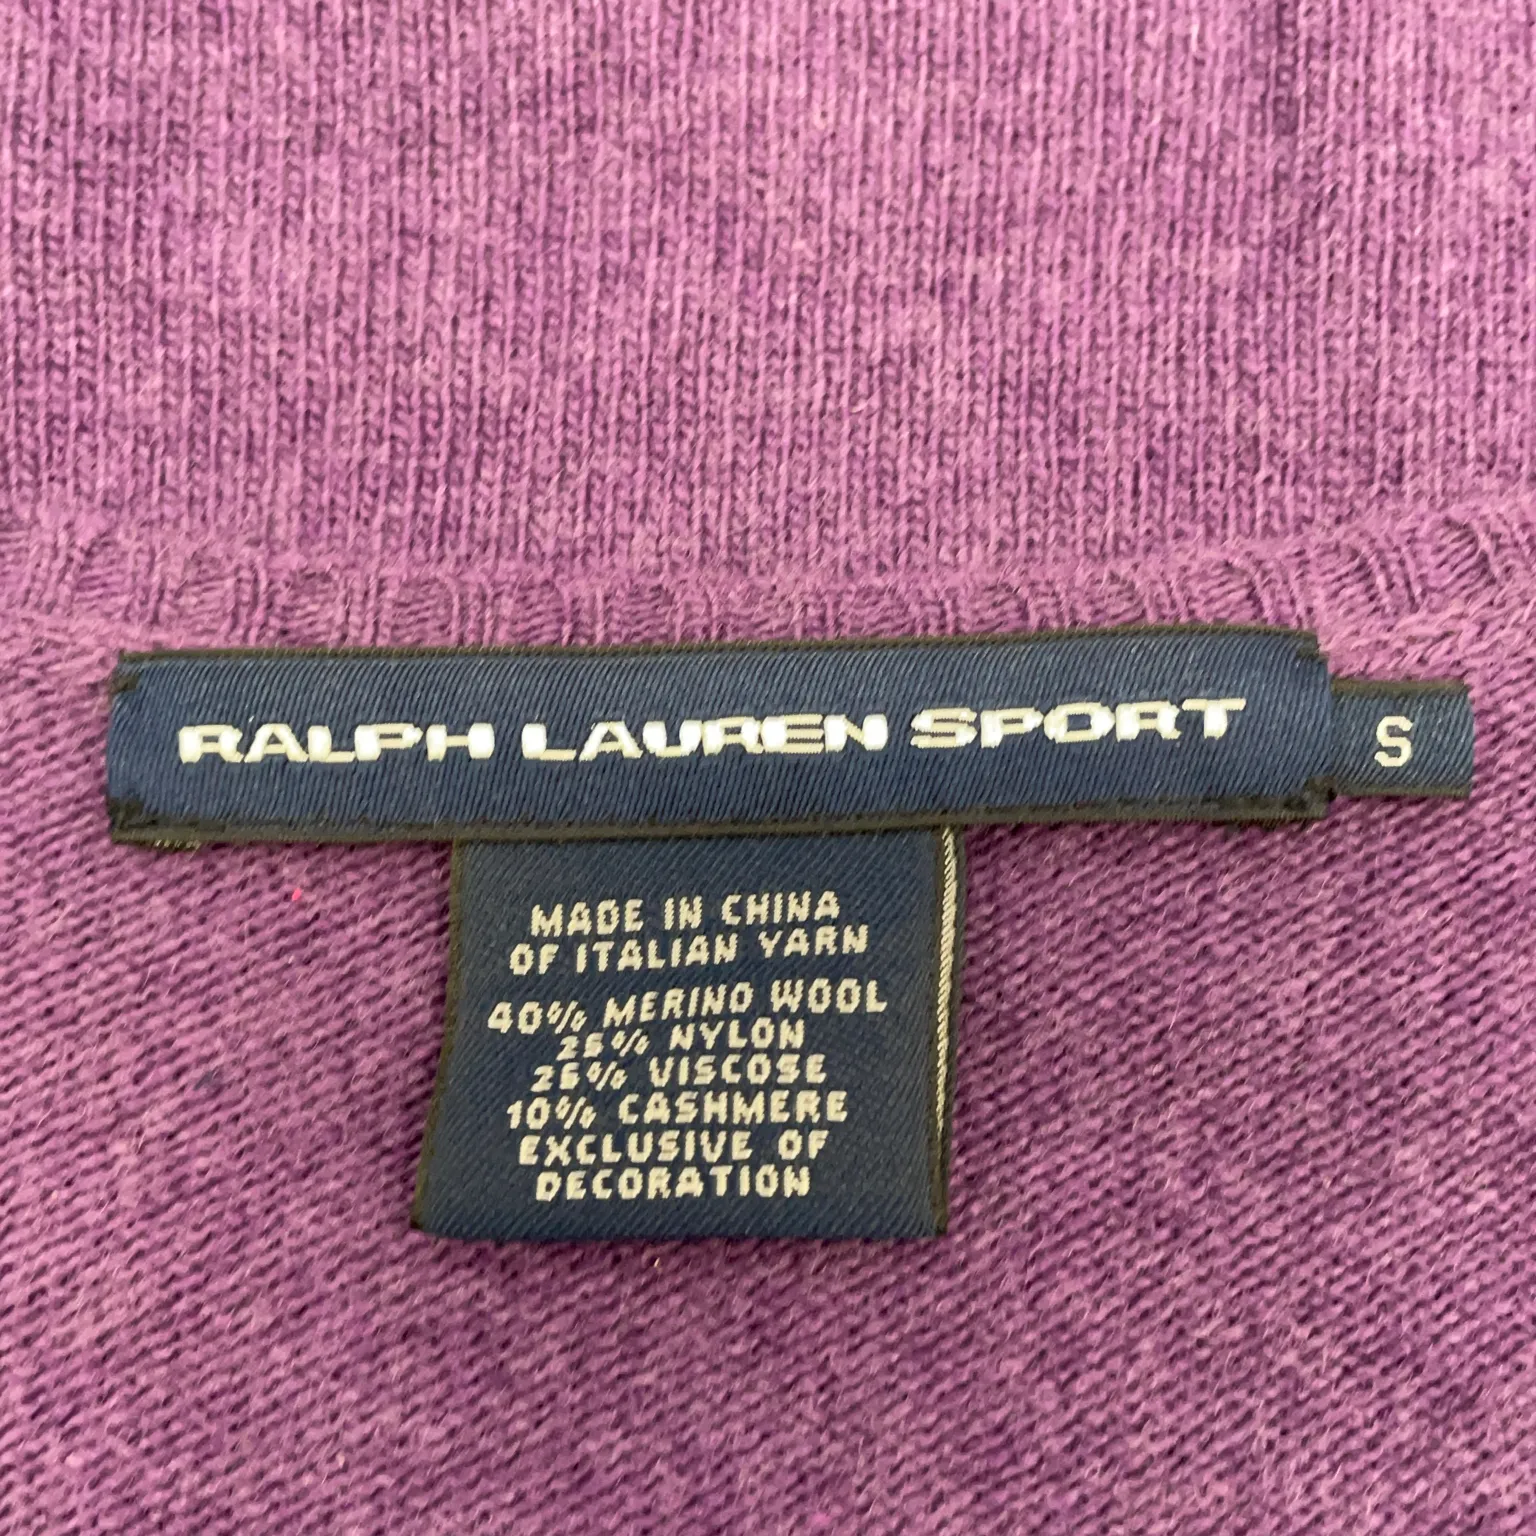 RALPH LAUREN SPORT S
MADE IN CHINA
OF ITALIAN YARN
40% MERINO WOOL
25% NYLON
25% VISCOSE
10% CASHMERE
EXCLUSIVE OF
DECORATION